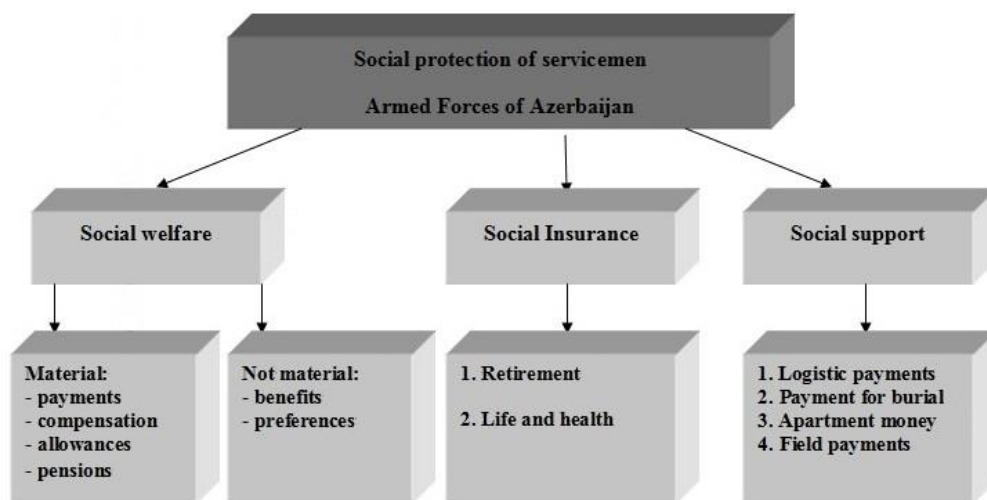 Social protection of servicemen
Armed Forces of Azerbaijan
Social welfare
Social Insurance
Social support
Material:
- payments
- compensation
- allowances
- pensions
Not material:
- benefits
- preferences
1. Retirement
2. Life and health
1. Logistic payments
2. Payment for burial
3. Apartment money
4. Field payments